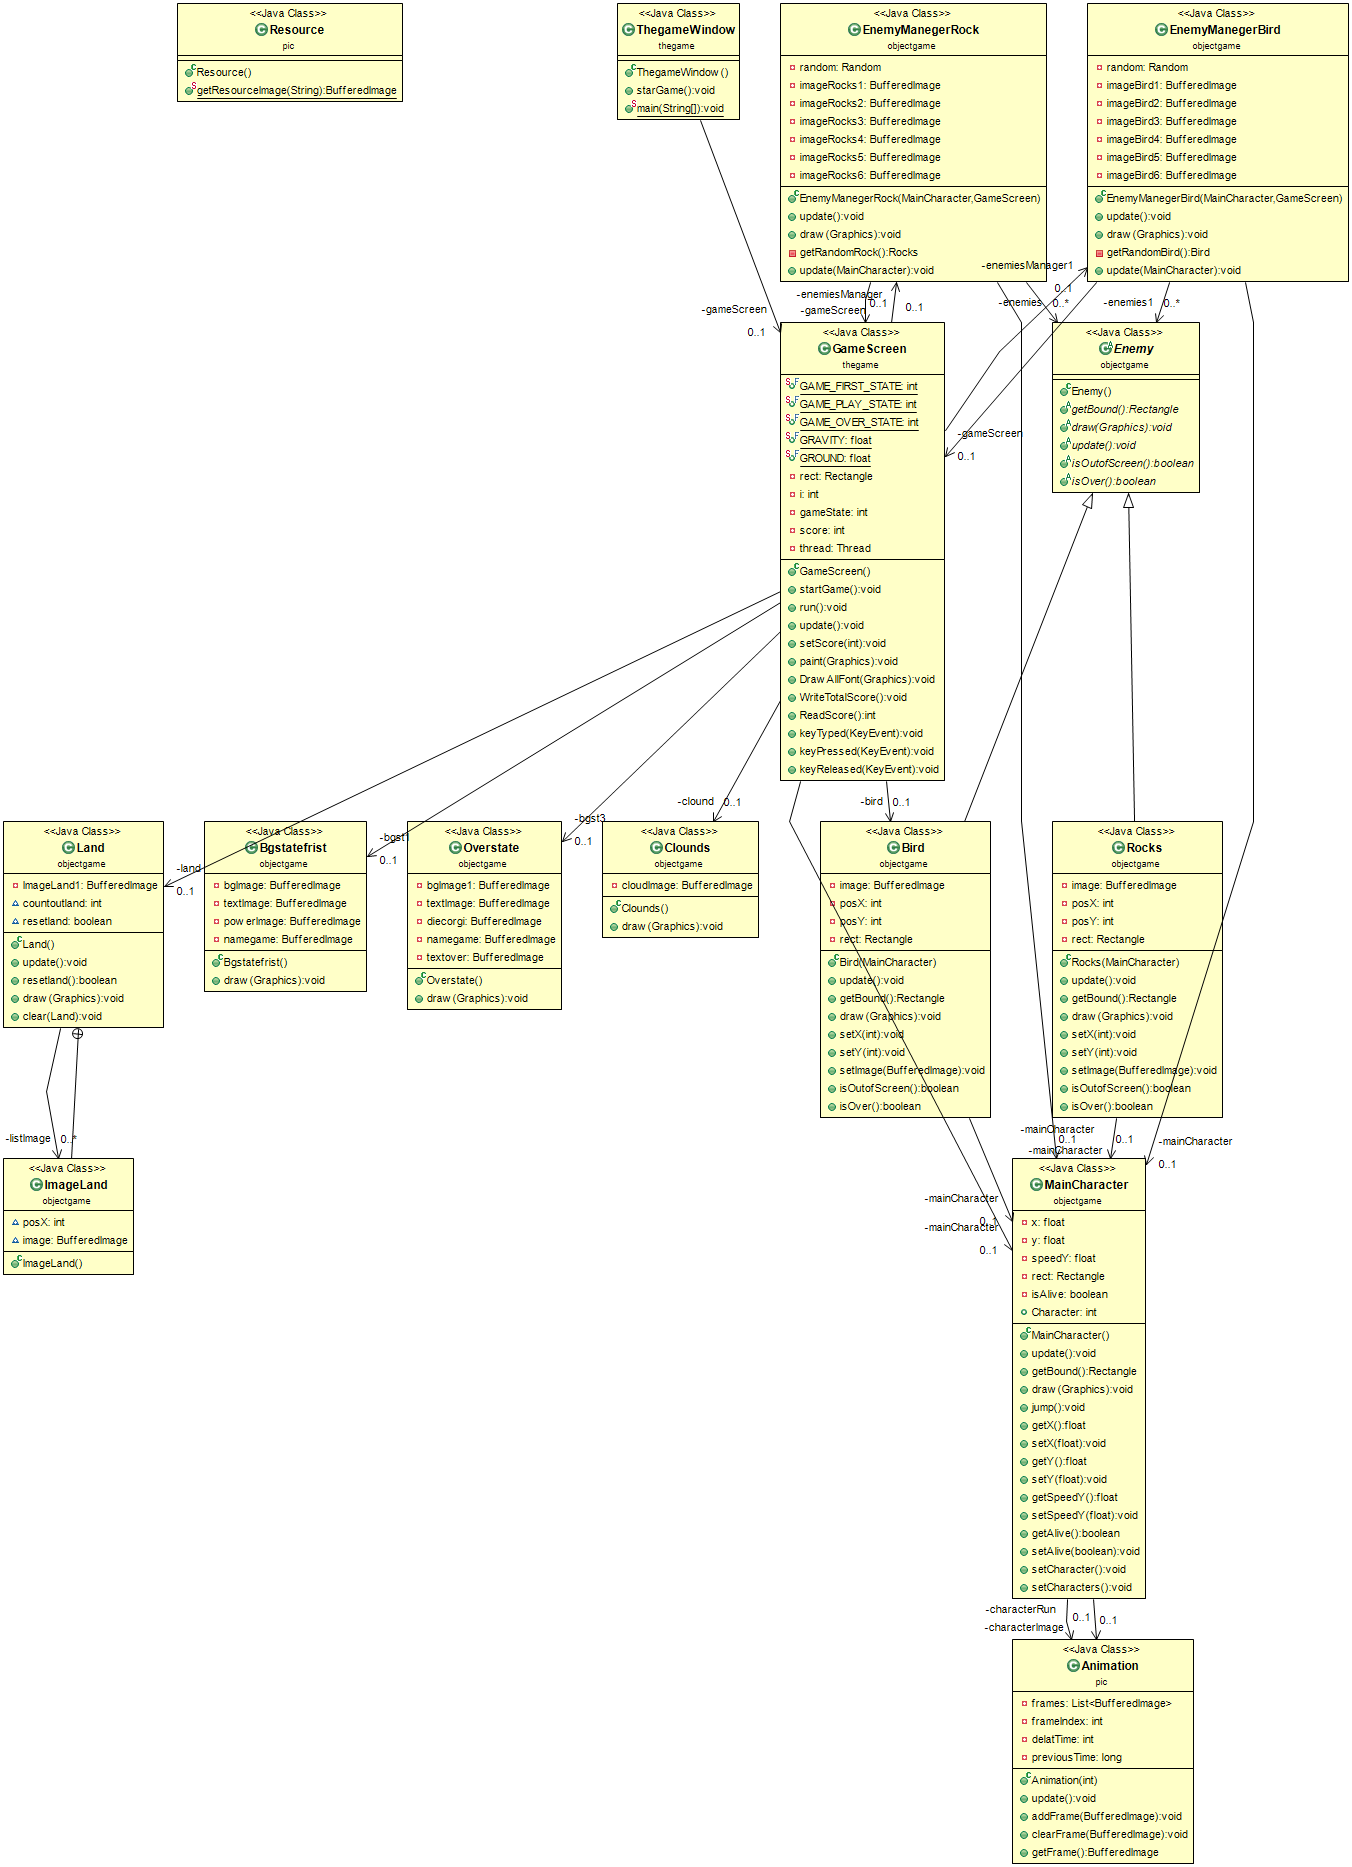 <<Java Class>>
Resource
pic
Resource()
getResourceImage(String):BufferedImage
<<Java Class>>
ThegameWindow
thegame
ThegameWindow()
starGame():void
main(String[]):void
<<Java Class>>
EnemyManegerRock
objectgame
random: Random
imageRocks1: BufferedImage
imageRocks2: BufferedImage
imageRocks3: BufferedImage
imageRocks4: BufferedImage
imageRocks5: BufferedImage
imageRocks6: BufferedImage
EnemyManegerRock(MainCharacter,GameScreen)
update():void
draw(Graphics):void
getRandomRock():Rocks
update(MainCharacter):void
<<Java Class>>
EnemyManegerBird
objectgame
random: Random
imageBird1: BufferedImage
imageBird2: BufferedImage
imageBird3: BufferedImage
imageBird4: BufferedImage
imageBird5: BufferedImage
imageBird6: BufferedImage
EnemyManegerBird(MainCharacter,GameScreen)
update():void
draw(Graphics):void
getRandomBird():Bird
update(MainCharacter):void
-enemiesManager1
0..1
-enemiesManager
0..1
-gameScreen
0..1
-enemies
0..*
-enemies1
0..*
-gameScreen
0..1
-gameScreen
0..1
<<Java Class>>
GameScreen
thegame
GAME_FIRST_STATE: int
GAME_PLAY_STATE: int
GAME_OVER_STATE: int
GRAVITY: float
GROUND: float
rect: Rectangle
i: int
gameState: int
score: int
thread: Thread
GameScreen()
startGame():void
run():void
update():void
setScore(int):void
paint(Graphics):void
DrawAllFont(Graphics):void
WriteTotalScore():void
ReadScore():int
keyTyped(KeyEvent):void
keyPressed(KeyEvent):void
keyReleased(KeyEvent):void
<<Java Class>>
Enemy
objectgame
Enemy()
getBound():Rectangle
draw(Graphics):void
update():void
isOutofScreen():boolean
isOver():boolean
-land
0..1
-bgst1
0..1
-bgst3
0..1
-clound
0..1
-bird
0..1
<<Java Class>>
Land
objectgame
ImageLand1: BufferedImage
countoutland: int
resetland: boolean
Land()
update():void
resetland():boolean
draw(Graphics):void
clear(Land):void
<<Java Class>>
Bgstatefrist
objectgame
bgImage: BufferedImage
textImage: BufferedImage
powerImage: BufferedImage
namegame: BufferedImage
Bgstatefrist()
draw(Graphics):void
<<Java Class>>
Overstate
objectgame
bgImage1: BufferedImage
textImage: BufferedImage
diecorgi: BufferedImage
namegame: BufferedImage
textover: BufferedImage
Overstate()
draw(Graphics):void
<<Java Class>>
Clounds
objectgame
cloudImage: BufferedImage
Clounds()
draw(Graphics):void
<<Java Class>>
Bird
objectgame
image: BufferedImage
posX: int
posY: int
rect: Rectangle
Bird(MainCharacter)
update():void
getBound():Rectangle
draw(Graphics):void
setX(int):void
setY(int):void
setImage(BufferedImage):void
isOutofScreen():boolean
isOver():boolean
<<Java Class>>
Rocks
objectgame
image: BufferedImage
posX: int
posY: int
rect: Rectangle
Rocks(MainCharacter)
update():void
getBound():Rectangle
draw(Graphics):void
setX(int):void
setY(int):void
setImage(BufferedImage):void
isOutofScreen():boolean
isOver():boolean
-listImage
0..*
<<Java Class>>
ImageLand
objectgame
posX: int
image: BufferedImage
ImageLand()
-mainCharacter
0..1
-mainCharacter
0..1
-mainCharacter
0..1
-mainCharacter
0..1
-mainCharacter
0..1
<<Java Class>>
MainCharacter
objectgame
x: float
y: float
speedY: float
rect: Rectangle
isAlive: boolean
Character: int
MainCharacter()
update():void
getBound():Rectangle
draw(Graphics):void
jump():void
getX():float
setX(float):void
getY():float
setY(float):void
getSpeedY():float
setSpeedY(float):void
getAlive():boolean
setAlive(boolean):void
setCharacter():void
setCharacters():void
-characterRun
0..1
-characterImage
0..1
<<Java Class>>
Animation
pic
frames: List<BufferedImage>
frameIndex: int
delatTime: int
previousTime: long
Animation(int)
update():void
addFrame(BufferedImage):void
clearFrame(BufferedImage):void
getFrame():BufferedImage